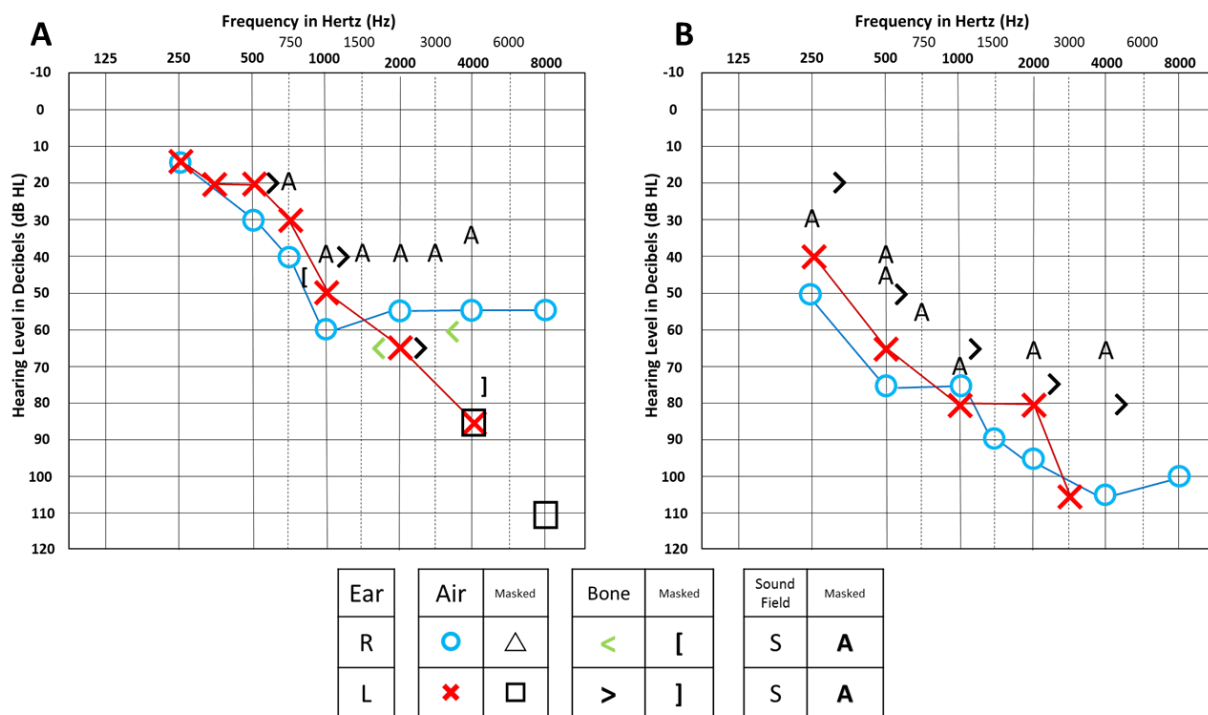 A
Frequency in Hertz (Hz)
750 1500 3000 6000
125 250 500 1000 2000 4000 8000
Hearing Level in Decibels (dB HL)
-10
0
10
20
30
40
50
60
70
80
90
100
110
120
> A
A A > A A A
[
< > <
]
B
Frequency in Hertz (Hz)
750 1500 3000 6000
125 250 500 1000 2000 4000 8000
Hearing Level in Decibels (dB HL)
-10
0
10
20
30
40
50
60
70
80
90
100
110
120
>
A
A
A
>
A
> A A
A
>
>
Ear Air Masked Bone Masked Sound Field Masked
R < [ S A
L > ] S A